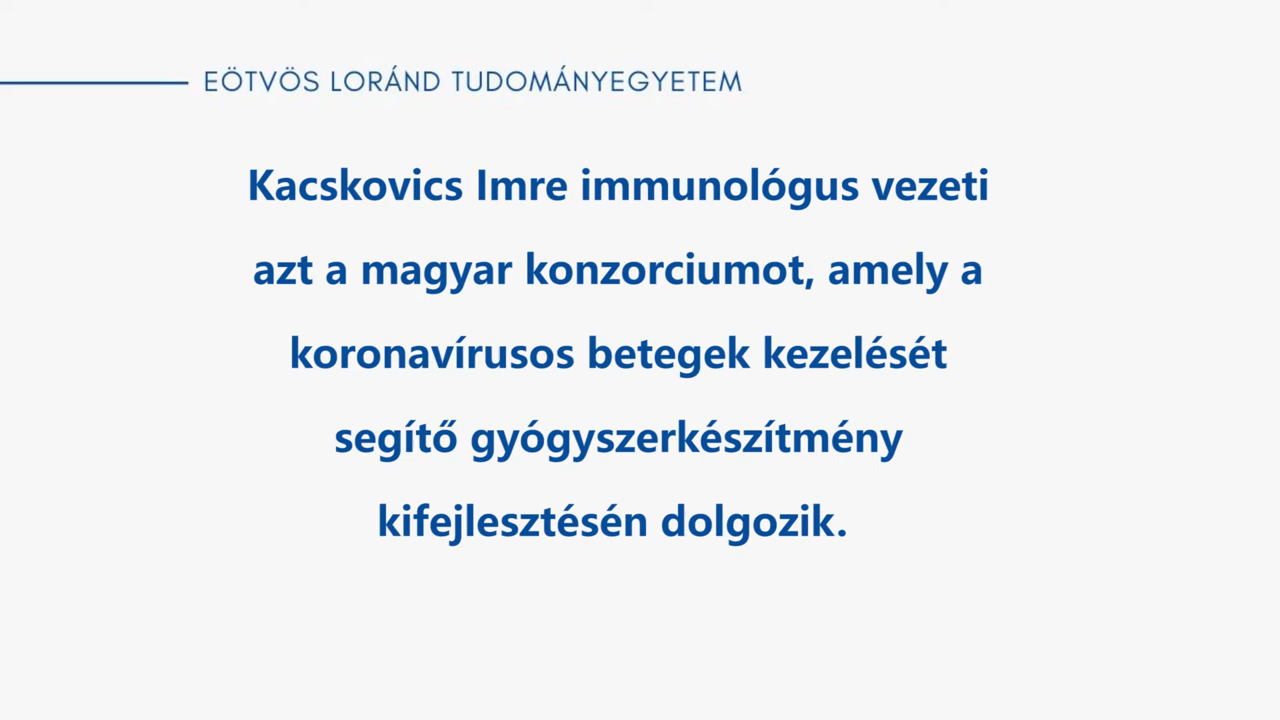 EÖTVÖS LORÁND TUDOMÁNYEGYETEM
Kacskovics Imre immunológus vezeti
azt a magyar konzorciumot, amely a
koronavírusos betegek kezelését
segítő gyógyszerkészítmény
kifejlesztésén dolgozik.